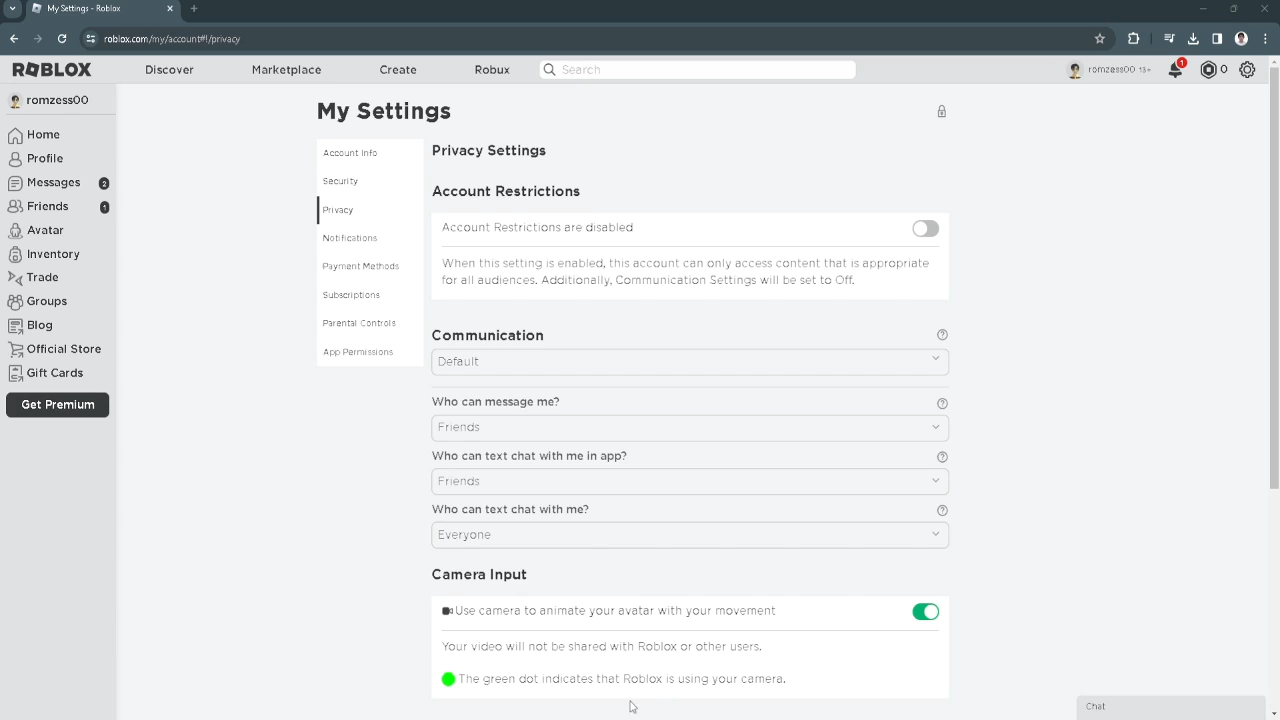 My Settings - Roblox
roblox.com/my/account#!/privacy
ROBLOX
Discover
Marketplace
Create
Robux
Search
romzess00 13+
1
0
romzess00
Home
Profile
Messages 2
Friends 1
Avatar
Inventory
Trade
Groups
Blog
Official Store
Gift Cards
Get Premium
My Settings
Account Info
Security
Privacy
Notifications
Payment Methods
Subscriptions
Parental Controls
App Permissions
Privacy Settings
Account Restrictions
Account Restrictions are disabled
When this setting is enabled, this account can only access content that is appropriate
for all audiences. Additionally, Communication Settings will be set to Off.
Communication
Default
Who can message me?
Friends
Who can text chat with me in app?
Friends
Who can text chat with me?
Everyone
Camera Input
Use camera to animate your avatar with your movement
Your video will not be shared with Roblox or other users.
The green dot indicates that Roblox is using your camera.
Chat